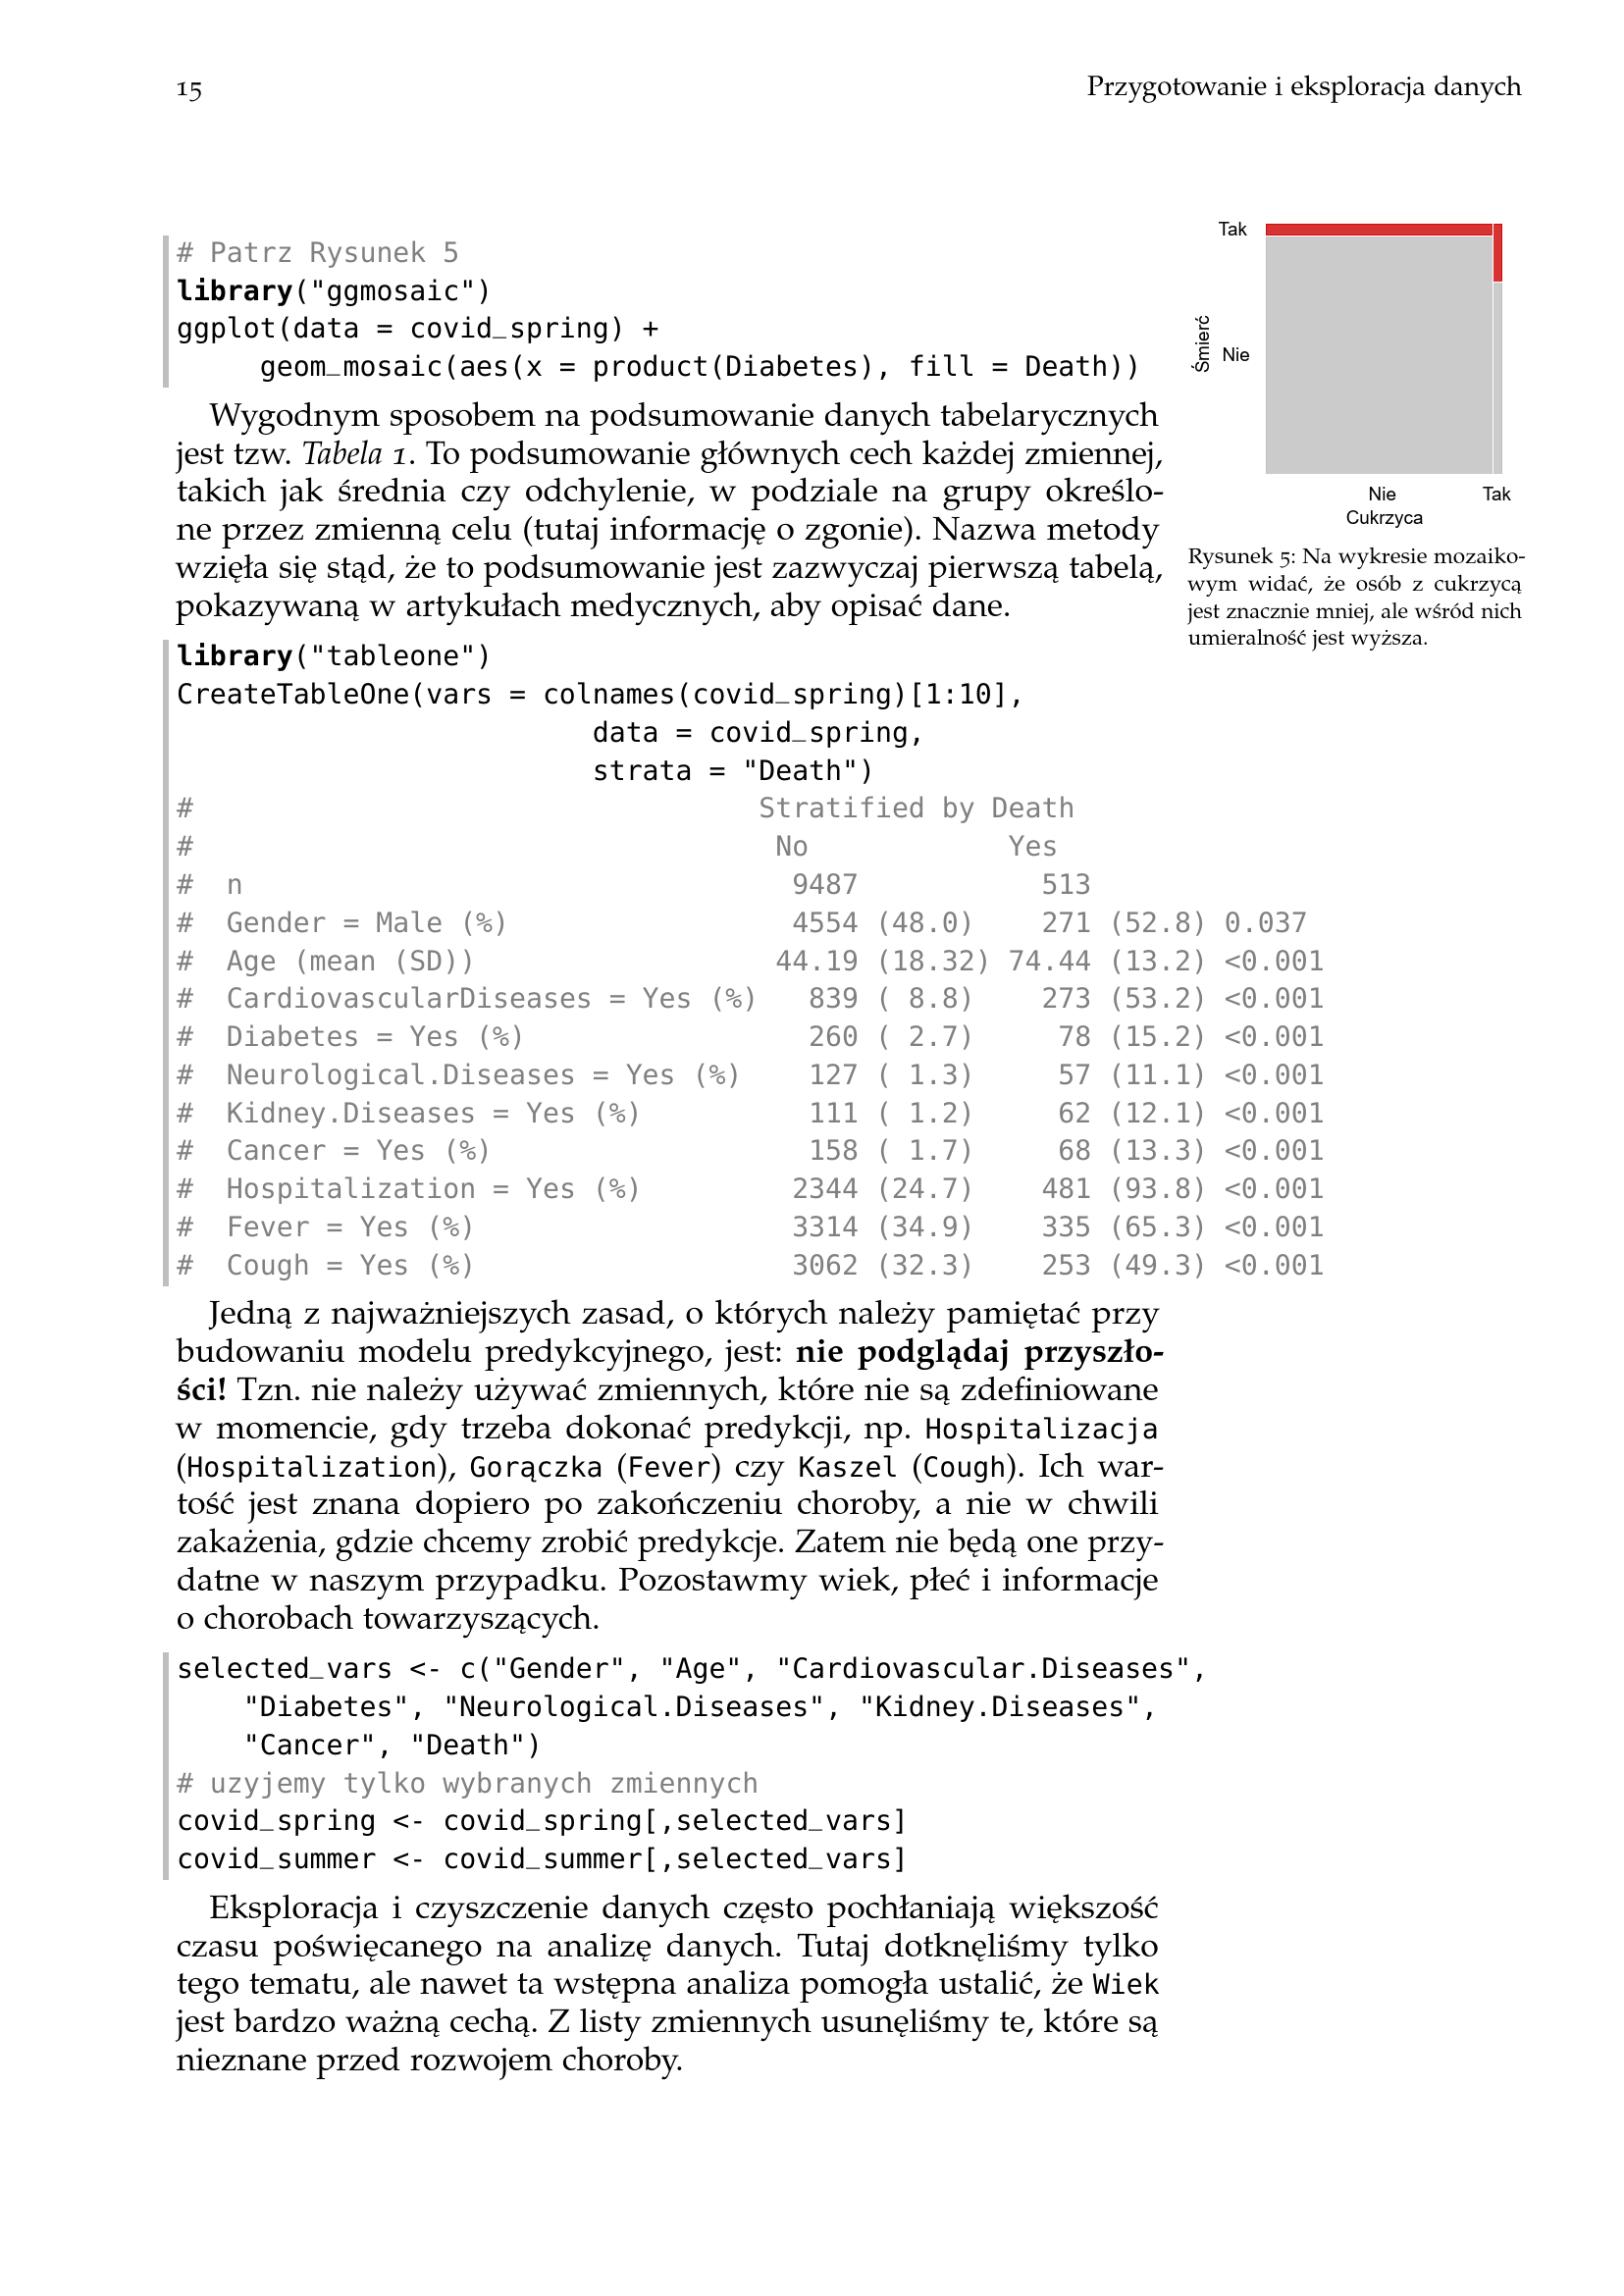 15
Przygotowanie i eksploracja danych
# Patrz Rysunek 5
library("ggmosaic")
ggplot(data = covid_spring) +
     geom_mosaic(aes(x = product(Diabetes), fill = Death))
Wygodnym sposobem na podsumowanie danych tabelarycznych
jest tzw. Tabela 1. To podsumowanie głównych cech każdej zmiennej,
takich jak średnia czy odchylenie, w podziale na grupy określo-
ne przez zmienną celu (tutaj informację o zgonie). Nazwa metody
wzięła się stąd, że to podsumowanie jest zazwyczaj pierwszą tabelą,
pokazywaną w artykułach medycznych, aby opisać dane.
Tak
Śmierć
Nie
Nie
Tak
Cukrzyca
Rysunek 5: Na wykresie mozaiko-
wym widać, że osób z cukrzycą
jest znacznie mniej, ale wśród nich
umieralność jest wyższa.
library("tableone")
CreateTableOne(vars = colnames(covid_spring)[1:10],
                         data = covid_spring,
                         strata = "Death")
#                                  Stratified by Death
#                                   No            Yes
#  n                                 9487           513
#  Gender = Male (%)                 4554 (48.0)    271 (52.8) 0.037
#  Age (mean (SD))                  44.19 (18.32) 74.44 (13.2) <0.001
#  CardiovascularDiseases = Yes (%)   839 ( 8.8)    273 (53.2) <0.001
#  Diabetes = Yes (%)                 260 ( 2.7)     78 (15.2) <0.001
#  Neurological.Diseases = Yes (%)    127 ( 1.3)     57 (11.1) <0.001
#  Kidney.Diseases = Yes (%)          111 ( 1.2)     62 (12.1) <0.001
#  Cancer = Yes (%)                   158 ( 1.7)     68 (13.3) <0.001
#  Hospitalization = Yes (%)         2344 (24.7)    481 (93.8) <0.001
#  Fever = Yes (%)                   3314 (34.9)    335 (65.3) <0.001
#  Cough = Yes (%)                   3062 (32.3)    253 (49.3) <0.001
Jedną z najważniejszych zasad, o których należy pamiętać przy
budowaniu modelu predykcyjnego, jest: nie podglądaj przyszło-
ści! Tzn. nie należy używać zmiennych, które nie są zdefiniowane
w momencie, gdy trzeba dokonać predykcji, np. Hospitalizacja
(Hospitalization), Gorączka (Fever) czy Kaszel (Cough). Ich war-
tość jest znana dopiero po zakończeniu choroby, a nie w chwili
zakażenia, gdzie chcemy zrobić predykcje. Zatem nie będą one przy-
datne w naszym przypadku. Pozostawmy wiek, płeć i informacje
o chorobach towarzyszących.
selected_vars <- c("Gender", "Age", "Cardiovascular.Diseases",
    "Diabetes", "Neurological.Diseases", "Kidney.Diseases",
    "Cancer", "Death")
# uzyjemy tylko wybranych zmiennych
covid_spring <- covid_spring[,selected_vars]
covid_summer <- covid_summer[,selected_vars]
Eksploracja i czyszczenie danych często pochłaniają większość
czasu poświęcanego na analizę danych. Tutaj dotknęliśmy tylko
tego tematu, ale nawet ta wstępna analiza pomogła ustalić, że Wiek
jest bardzo ważną cechą. Z listy zmiennych usunęliśmy te, które są
nieznane przed rozwojem choroby.